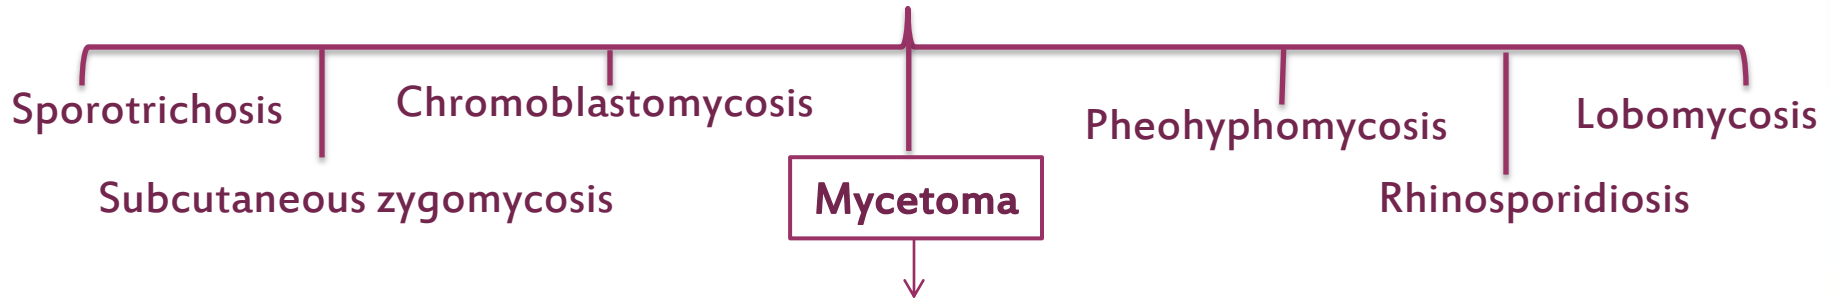 Sporotrichosis
Chromoblastomycosis
Pheohyphomycosis
Lobomycosis
Subcutaneous zygomycosis
Mycetoma
Rhinosporidiosis